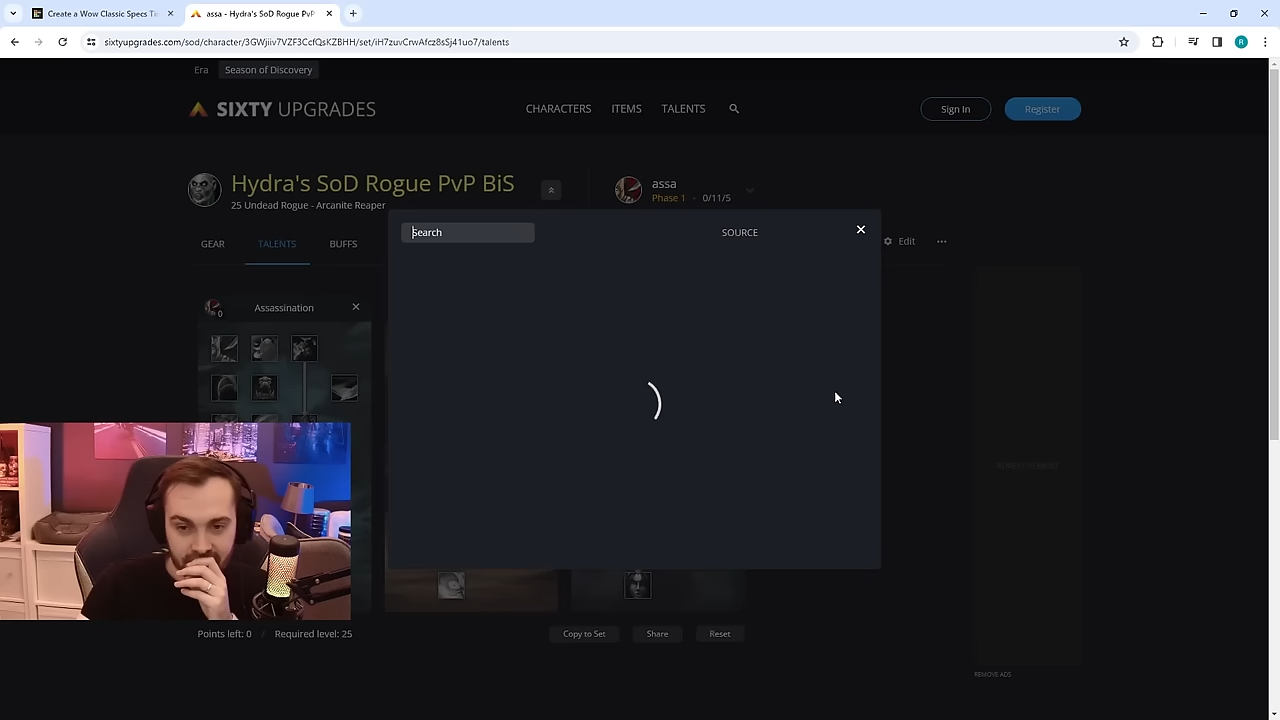 Create a Wow Classic Specs Ti
assa - Hydra's SoD Rogue PvP
sixtyupgrades.com/sod/character/3GWjiiv7VZF3CcfQsKZBHH/set/iH7zuvCrwAfcz8sSj41uo7/talents
R
Era
Season of Discovery
SIXTY UPGRADES
CHARACTERS
ITEMS
TALENTS
Sign In
Register
Hydra's SoD Rogue PvP BiS
25 Undead Rogue - Arcanite Reaper
assa
Phase 1 • 0/11/5
GEAR
TALENTS
BUFFS
Edit
Search
SOURCE
0
Assassination
ADVERTISEMENT
Points left: 0 / Required level: 25
Copy to Set
Share
Reset
REMOVE ADS